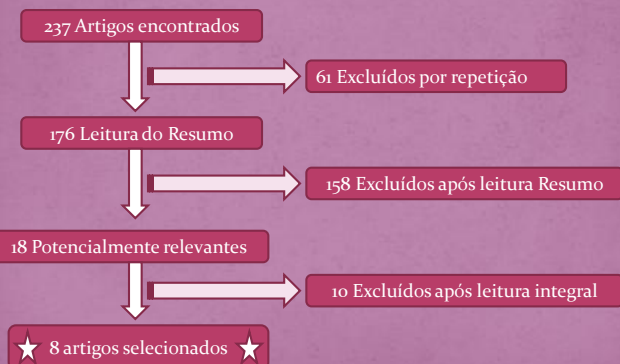 237 Artigos encontrados
61 Excluídos por repetição
176 Leitura do Resumo
158 Excluídos após leitura Resumo
18 Potencialmente relevantes
10 Excluídos após leitura integral
8 artigos selecionados